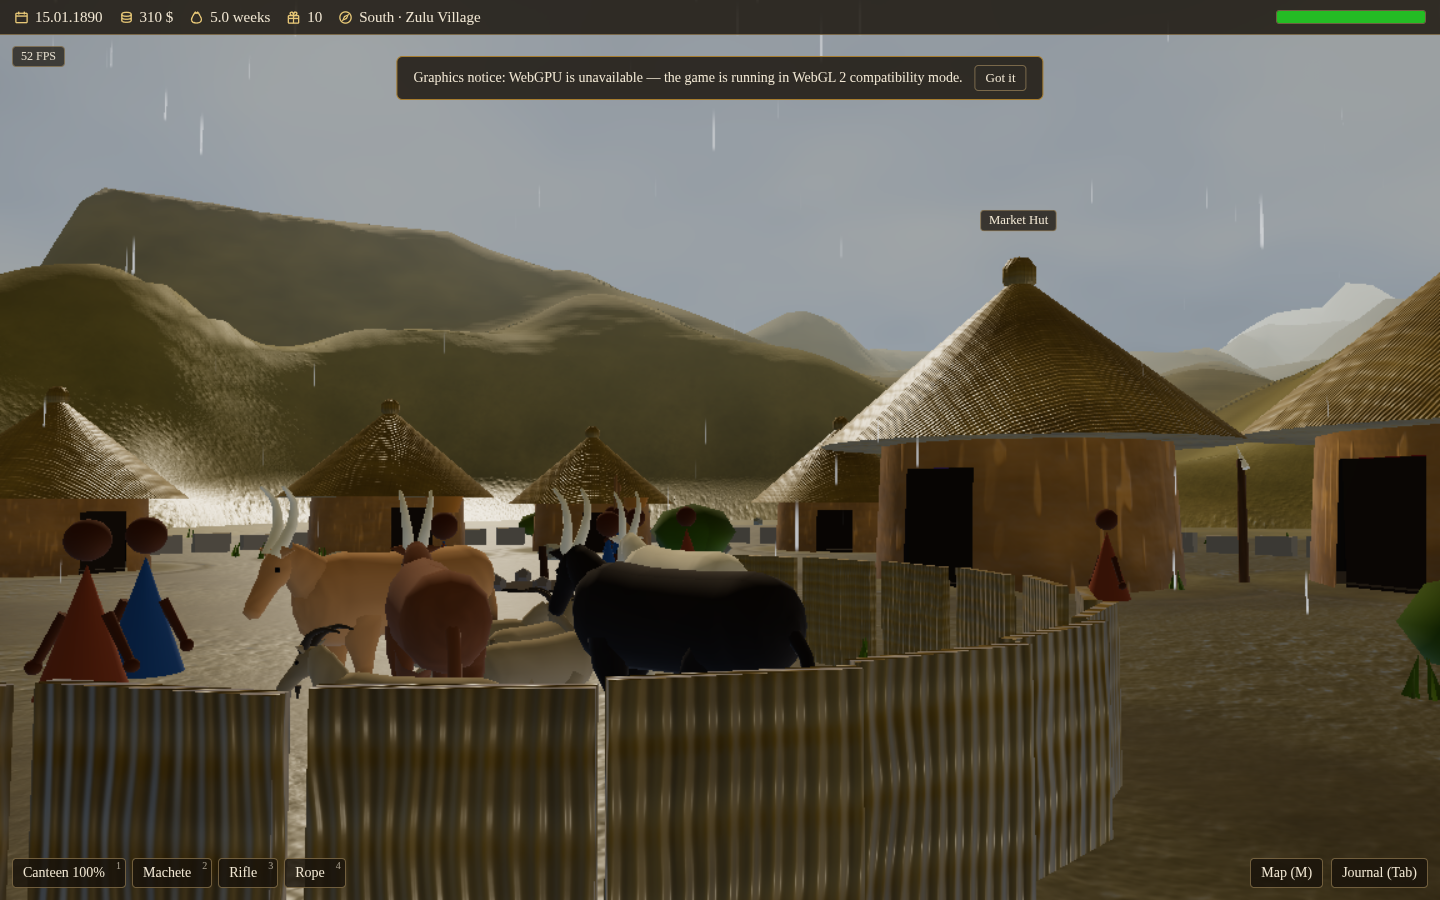 15.01.1890 310 $ 5.0 weeks 10 South · Zulu Village
52 FPS
Graphics notice: WebGPU is unavailable — the game is running in WebGL 2 compatibility mode. Got it
Market Hut
Canteen 100% 1 Machete 2 Rifle 3 Rope 4 Map (M) Journal (Tab)